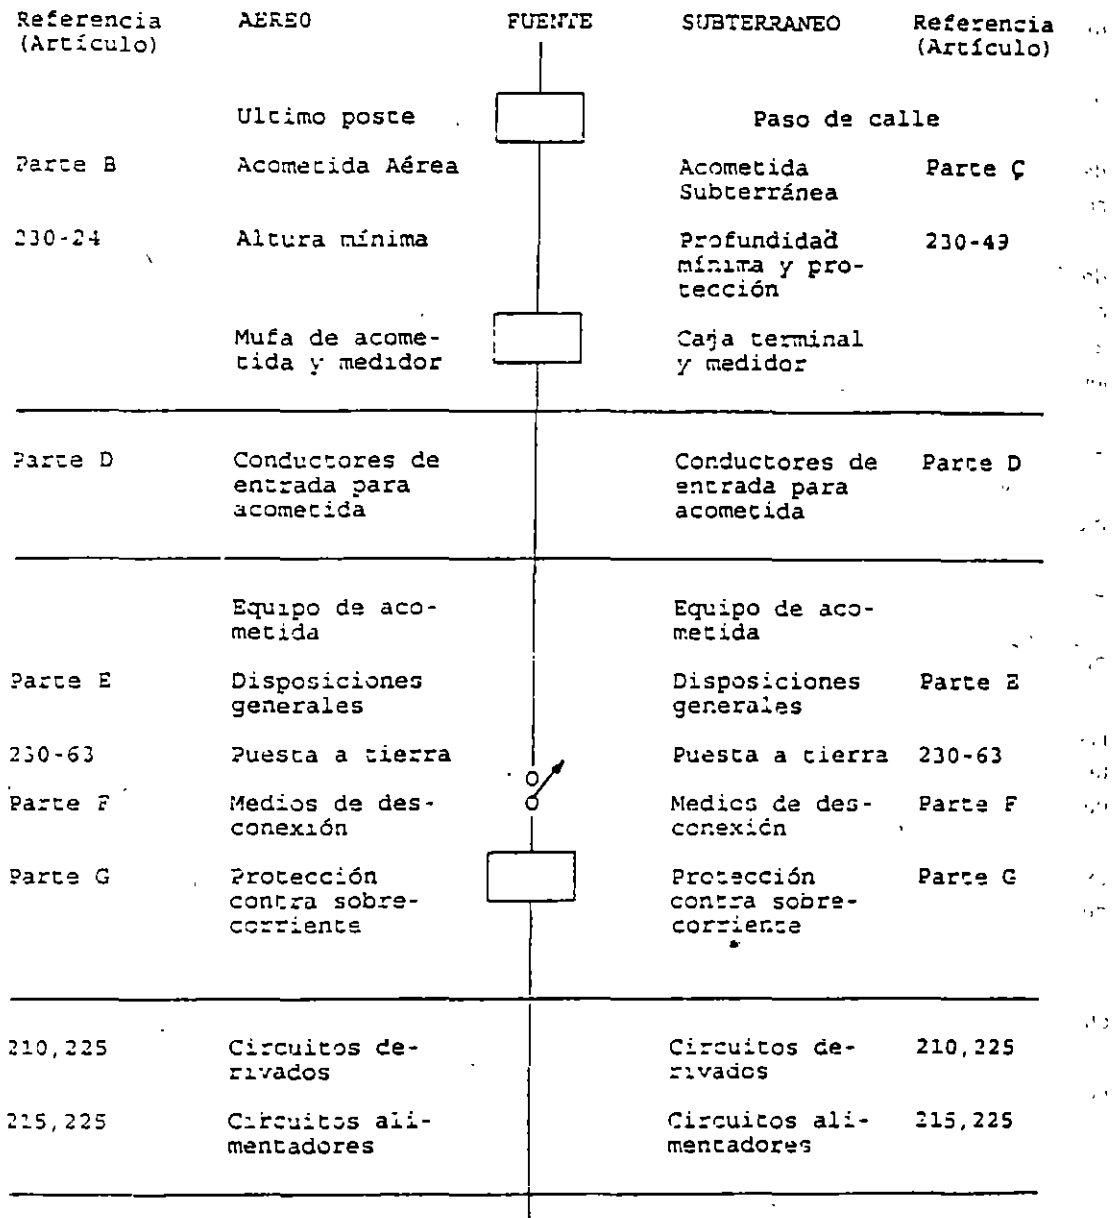 Referencia AEREO FUENTE SUBTERRANEO Referencia
(Artículo) (Artículo)
Ultimo poste Paso de calle
Parte B Acometida Aérea Acometida Parte C
Subterránea
230-24 Altura mínima Profundidad 230-49
mínima y pro-
tección
Mufa de acome- Caja terminal
tida y medidor y medidor
Parte D Conductores de Conductores de Parte D
entrada para entrada para
acometida acometida
Equipo de aco- Equipo de aco-
metida metida
Parte E Disposiciones Disposiciones Parte E
generales generales
230-63 Puesta a tierra Puesta a tierra 230-63
Parte F Medios de des- Medios de des- Parte F
conexión conexión
Parte G Protección Protección Parte G
contra sobre- contra sobre-
corriente corriente
210,225 Circuitos de- Circuitos de- 210,225
rivados rivados
215,225 Circuitos ali- Circuitos ali- 215,225
mentadores mentadores